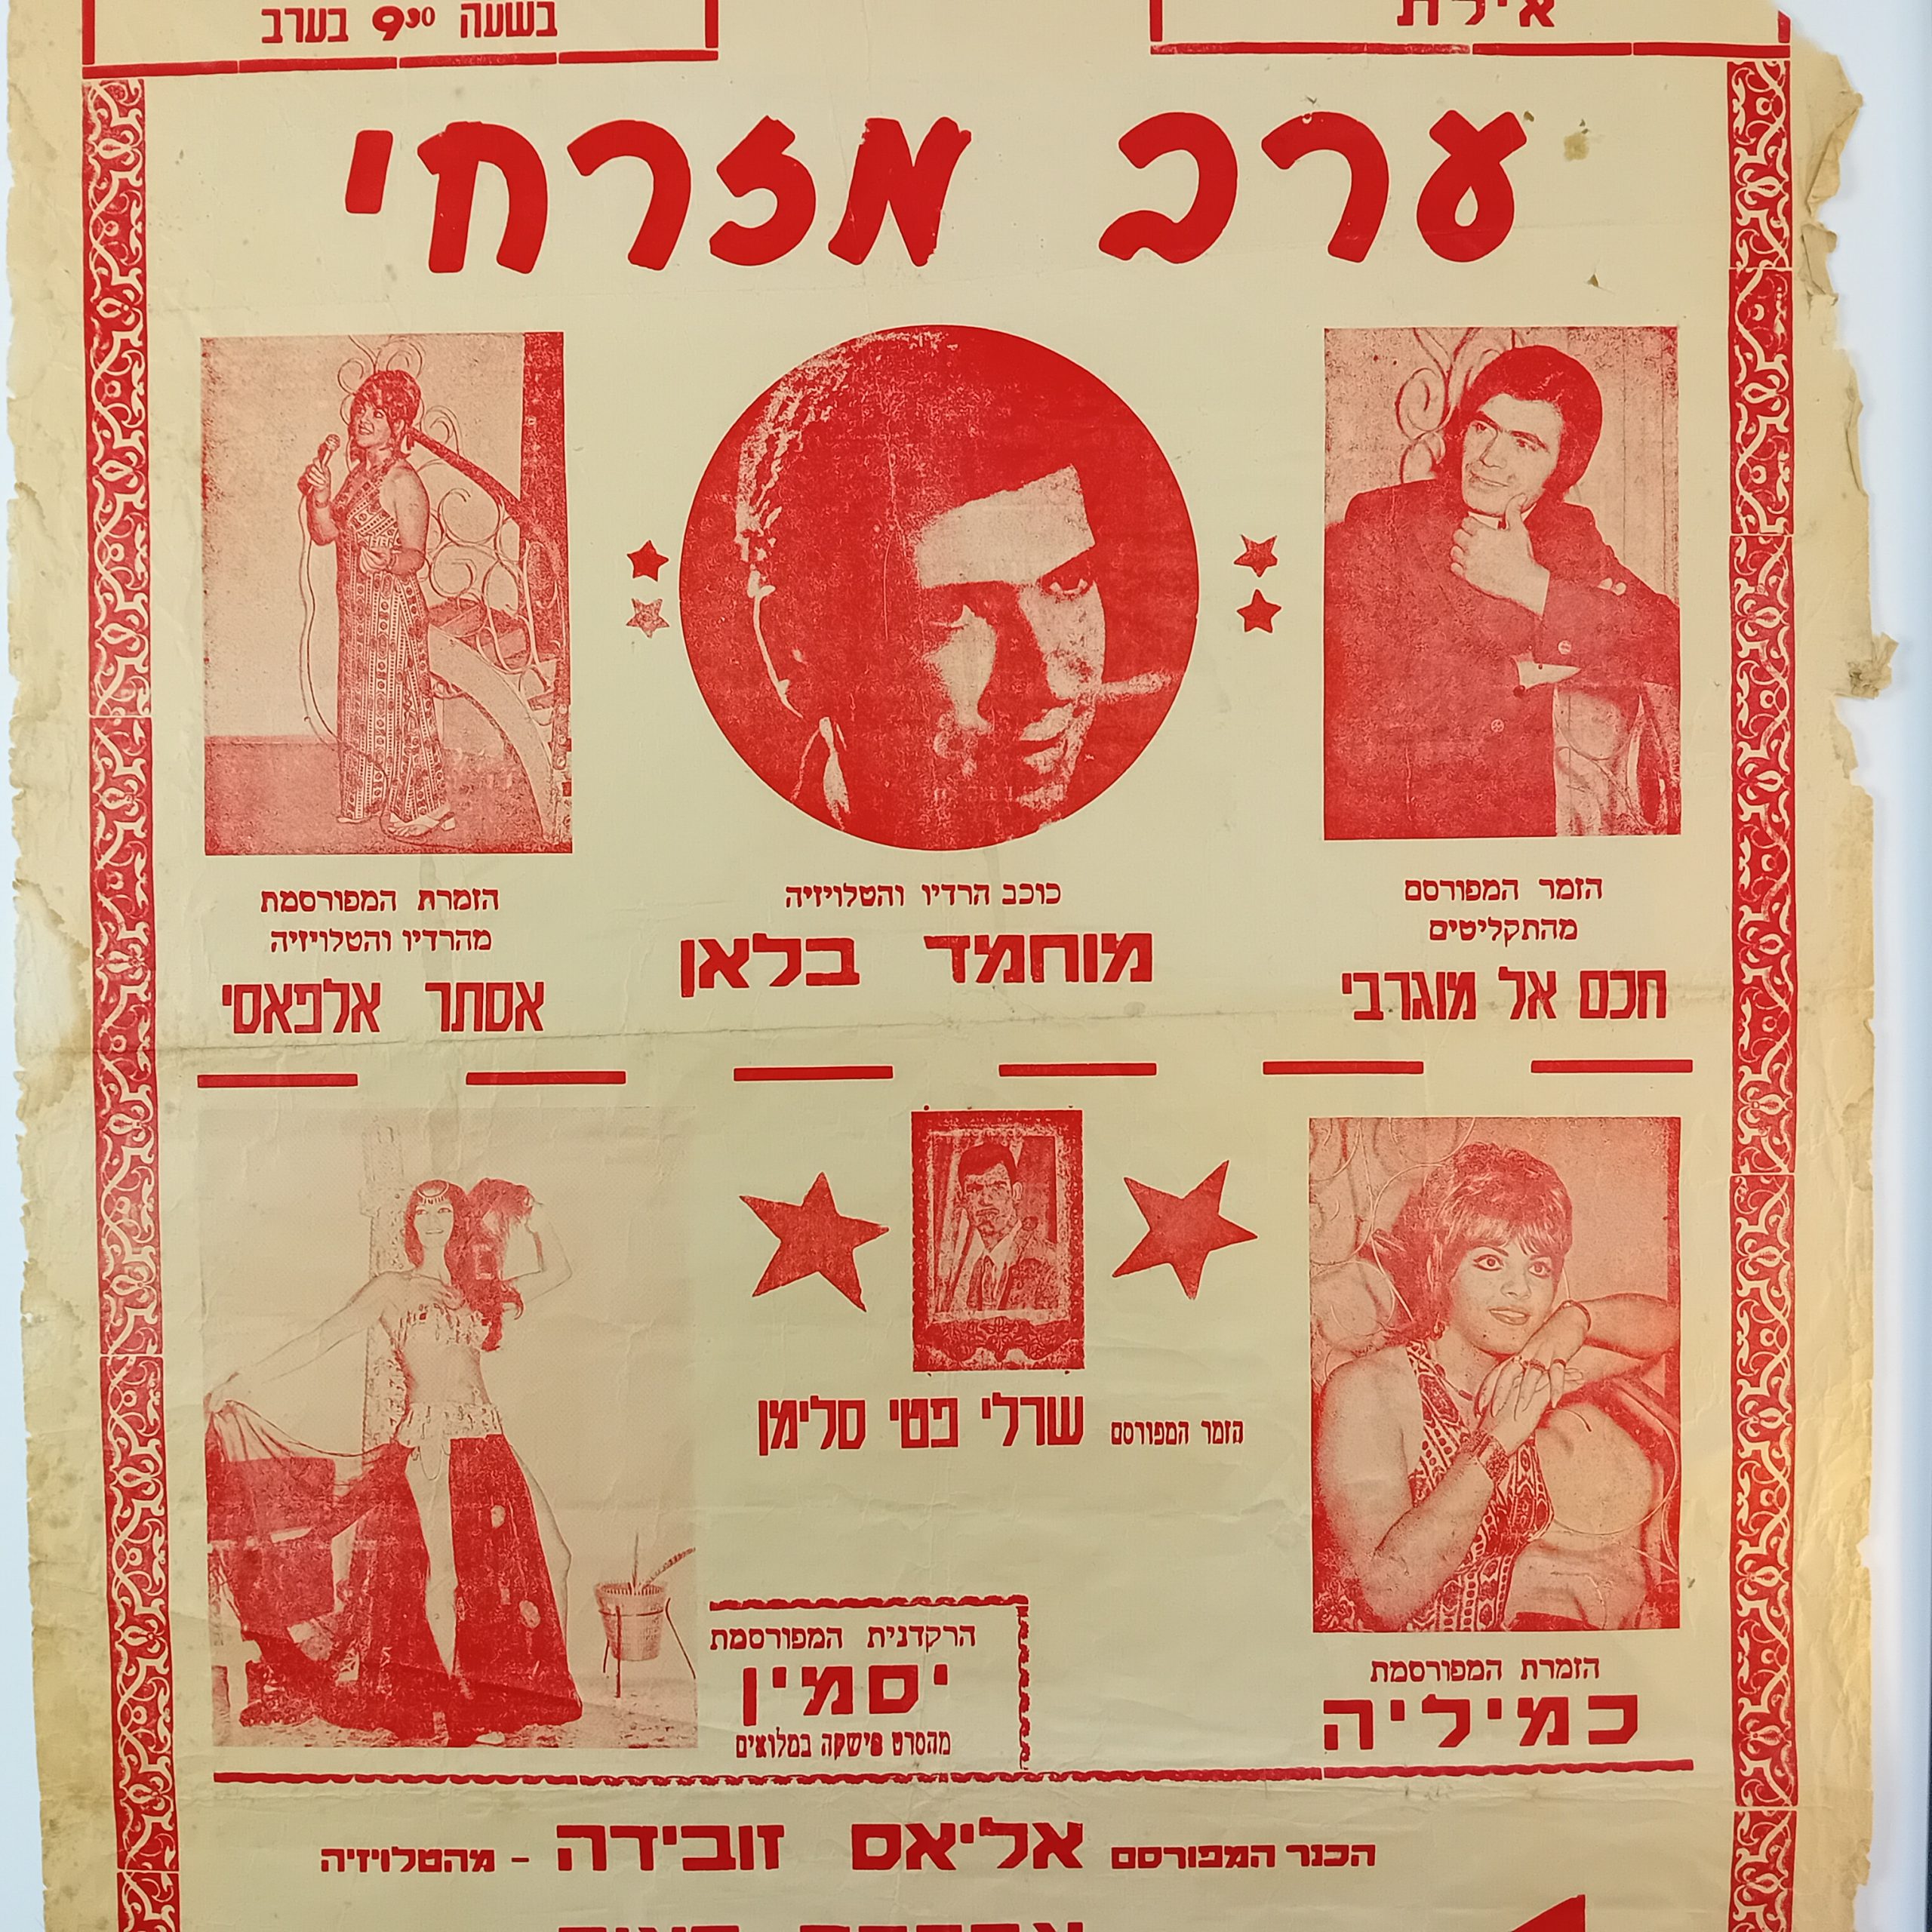 אילת
בשעה 9³⁰ בערב
ערב מזרחי
הזמר המפורסם
מהתקליטים
חכם אל מוגרבי
כוכב הרדיו והטלויזיה
מוחמד בלאן
הזמרת המפורסמת
מהרדיו והטלויזיה
אסתר אלפאסי
הזמר המפורסם שרלי פטי סלימן
הזמרת המפורסמת
כמיליה
הרקדנית המפורסמת
יסמין
מהסרט פישקה במלואים
הכנר המפורסם אליאס זובידה - מהטלויזיה